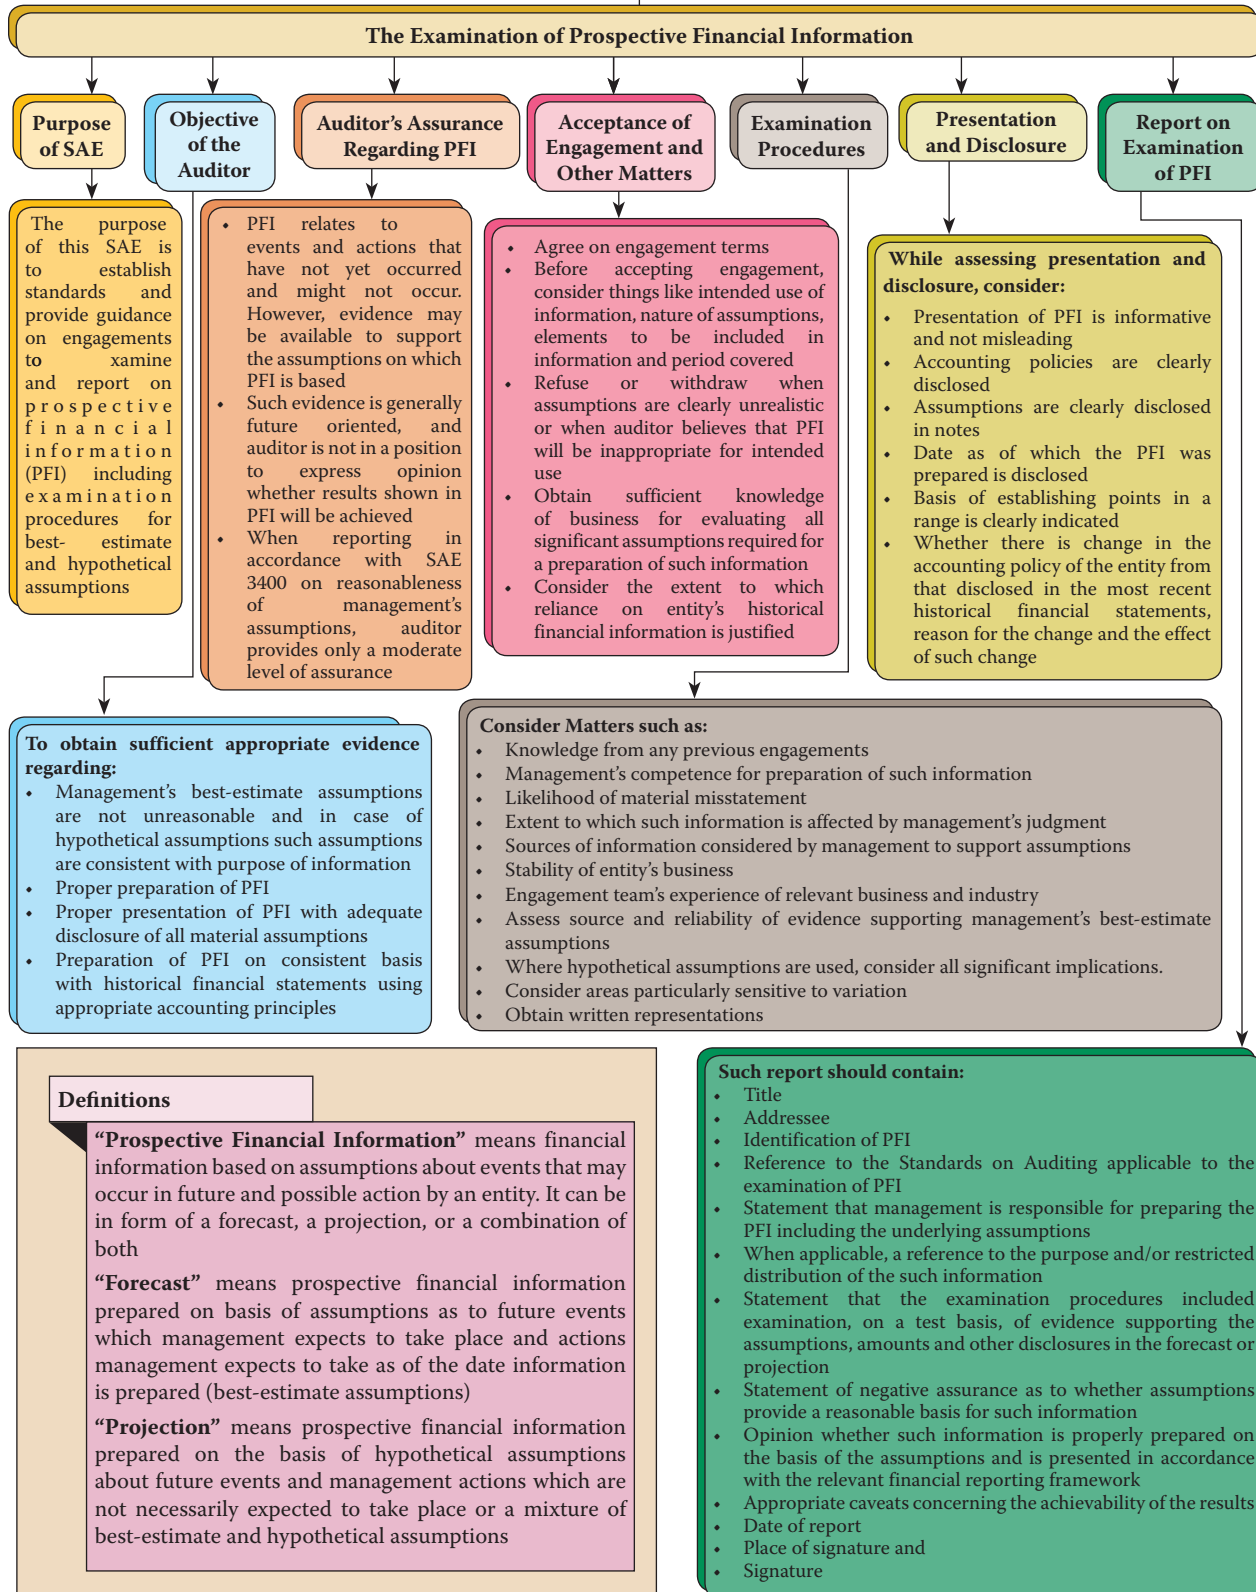 The Examination of Prospective Financial Information
Purpose
of SAE
Objective
of the
Auditor
Auditor's Assurance
Regarding PFI
Acceptance of
Engagement and
Other Matters
Examination
Procedures
Presentation
and Disclosure
Report on
Examination
of PFI
The purpose
of this SAE is
to establish
standards and
provide guidance
on engagements
to xamine
and report on
prospective
financial
information
(PFI) including
examination
procedures for
best- estimate
and hypothetical
assumptions
• PFI relates to
events and actions that
have not yet occurred
and might not occur.
However, evidence may
be available to support
the assumptions on which
PFI is based
• Such evidence is generally
future oriented, and
auditor is not in a position
to express opinion
whether results shown in
PFI will be achieved
• When reporting in
accordance with SAE
3400 on reasonableness
of management's
assumptions, auditor
provides only a moderate
level of assurance
• Agree on engagement terms
• Before accepting engagement,
consider things like intended use of
information, nature of assumptions,
elements to be included in
information and period covered
• Refuse or withdraw when
assumptions are clearly unrealistic
or when auditor believes that PFI
will be inappropriate for intended
use
• Obtain sufficient knowledge
of business for evaluating all
significant assumptions required for
a preparation of such information
• Consider the extent to which
reliance on entity's historical
financial information is justified
While assessing presentation and
disclosure, consider:
• Presentation of PFI is informative
and not misleading
• Accounting policies are clearly
disclosed
• Assumptions are clearly disclosed
in notes
• Date as of which the PFI was
prepared is disclosed
• Basis of establishing points in a
range is clearly indicated
• Whether there is change in the
accounting policy of the entity from
that disclosed in the most recent
historical financial statements,
reason for the change and the effect
of such change
To obtain sufficient appropriate evidence
regarding:
• Management's best-estimate assumptions
are not unreasonable and in case of
hypothetical assumptions such assumptions
are consistent with purpose of information
• Proper preparation of PFI
• Proper presentation of PFI with adequate
disclosure of all material assumptions
• Preparation of PFI on consistent basis
with historical financial statements using
appropriate accounting principles
Consider Matters such as:
• Knowledge from any previous engagements
• Management's competence for preparation of such information
• Likelihood of material misstatement
• Extent to which such information is affected by management's judgment
• Sources of information considered by management to support assumptions
• Stability of entity's business
• Engagement team's experience of relevant business and industry
• Assess source and reliability of evidence supporting management's best-estimate
assumptions
• Where hypothetical assumptions are used, consider all significant implications.
• Consider areas particularly sensitive to variation
• Obtain written representations
Definitions
"Prospective Financial Information" means financial
information based on assumptions about events that may
occur in future and possible action by an entity. It can be
in form of a forecast, a projection, or a combination of
both
"Forecast" means prospective financial information
prepared on basis of assumptions as to future events
which management expects to take place and actions
management expects to take as of the date information
is prepared (best-estimate assumptions)
"Projection" means prospective financial information
prepared on the basis of hypothetical assumptions
about future events and management actions which are
not necessarily expected to take place or a mixture of
best-estimate and hypothetical assumptions
Such report should contain:
• Title
• Addressee
• Identification of PFI
• Reference to the Standards on Auditing applicable to the
examination of PFI
• Statement that management is responsible for preparing the
PFI including the underlying assumptions
• When applicable, a reference to the purpose and/or restricted
distribution of the such information
• Statement that the examination procedures included
examination, on a test basis, of evidence supporting the
assumptions, amounts and other disclosures in the forecast or
projection
• Statement of negative assurance as to whether assumptions
provide a reasonable basis for such information
• Opinion whether such information is properly prepared on
the basis of the assumptions and is presented in accordance
with the relevant financial reporting framework
• Appropriate caveats concerning the achievability of the results
• Date of report
• Place of signature and
• Signature